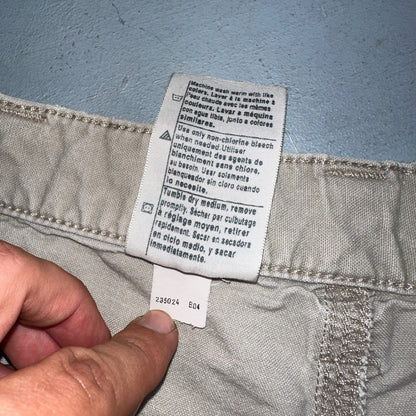 Machine wash warm with like
colors. Lavar à la machine à
l'eau chaude avec les mêmes
couleurs. Lavar a máquina
con agua tibia, junto a colores
similares.
Use only non-chlorine bleach
when needed. Utiliser
uniquement des agents de
blanchiment sans chlore,
au besoin. Usar solamente
blanqueador sin cloro cuando
lo necesite.
Tumble dry medium, remove
promptly. Sécher par culbutage
à réglage moyen, retirer
rapidement. Secar en secadora
en ciclo medio, y sacar
immediatamente.
235024 E04